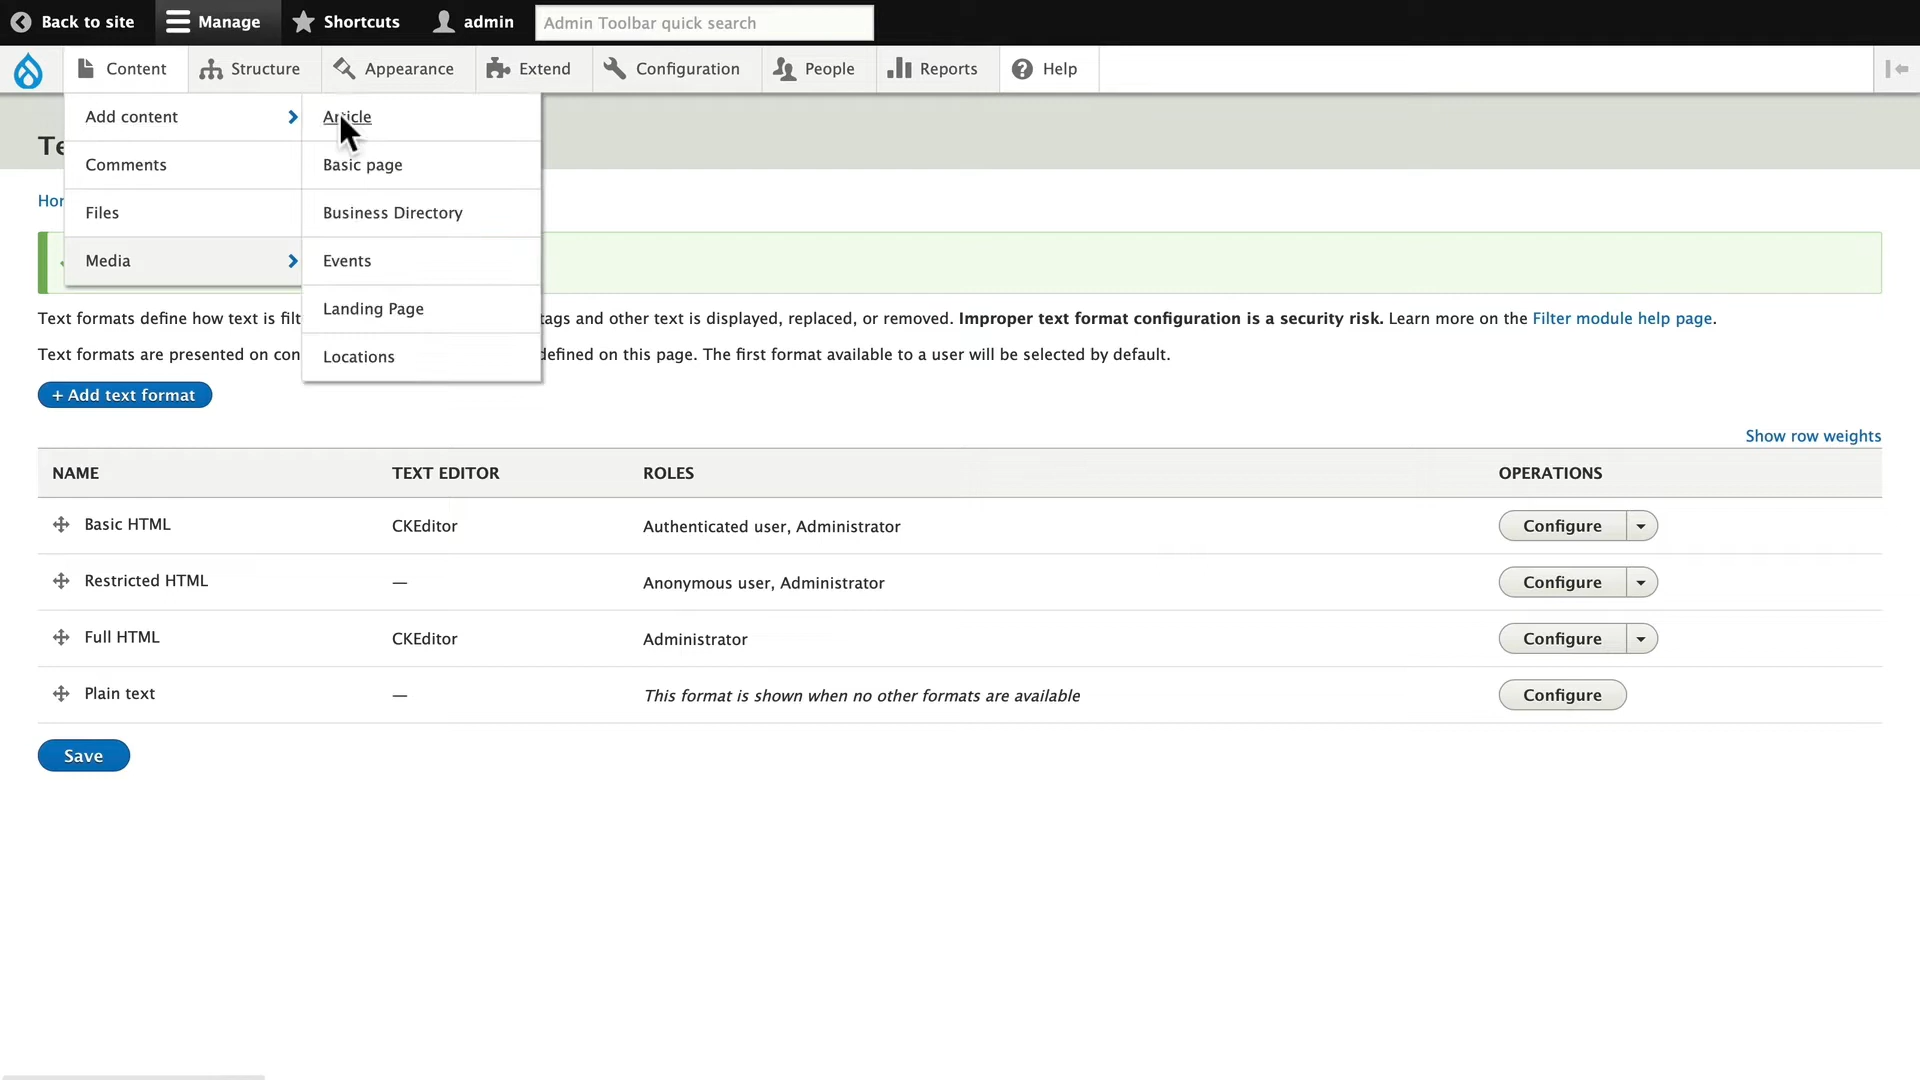 Back to site Manage Shortcuts admin Admin Toolbar quick search
Content Structure Appearance Extend Configuration People Reports Help
Add content Article
Comments Basic page
Files Business Directory
Media Events
Landing Page
Locations
Te
Hor
Text formats define how text is filt tags and other text is displayed, replaced, or removed. Improper text format configuration is a security risk. Learn more on the Filter module help page.
Text formats are presented on con defined on this page. The first format available to a user will be selected by default.
+ Add text format
Show row weights
NAME TEXT EDITOR ROLES OPERATIONS
Basic HTML CKEditor Authenticated user, Administrator Configure
Restricted HTML — Anonymous user, Administrator Configure
Full HTML CKEditor Administrator Configure
Plain text — This format is shown when no other formats are available Configure
Save